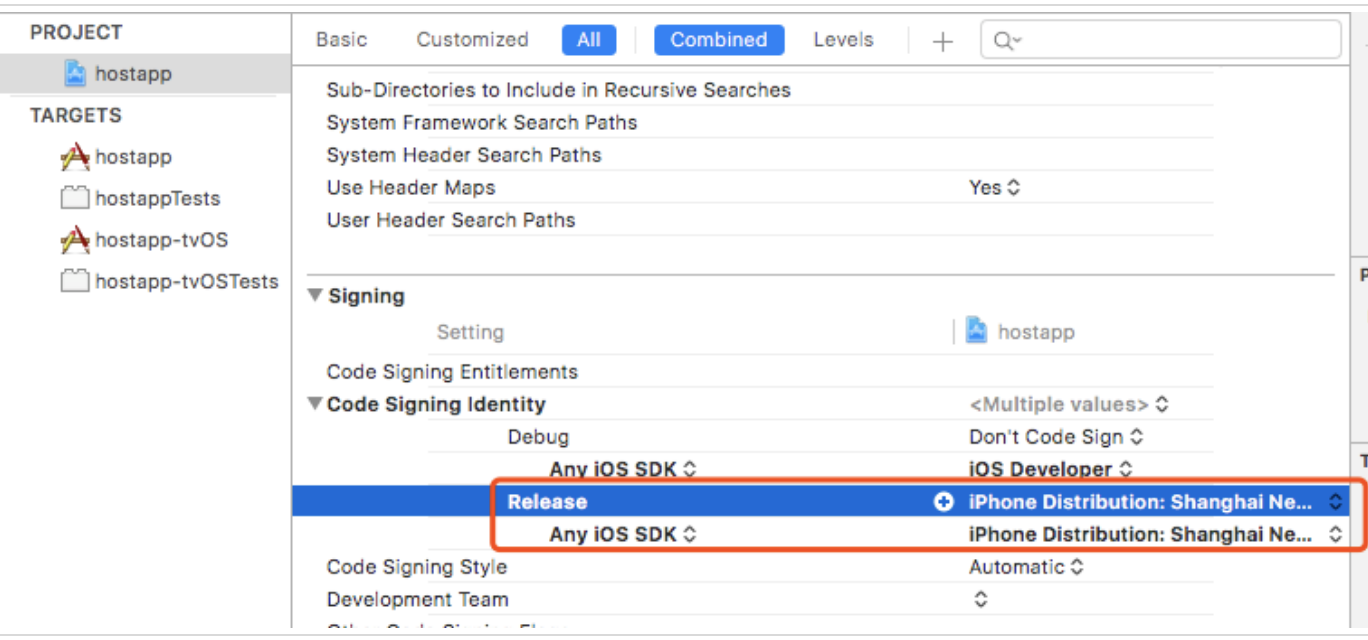 PROJECT
hostapp
TARGETS
hostapp
hostappTests
hostapp-tvOS
hostapp-tvOSTests
Basic Customized All Combined Levels
Sub-Directories to Include in Recursive Searches
System Framework Search Paths
System Header Search Paths
Use Header Maps Yes
User Header Search Paths
Signing
Setting hostapp
Code Signing Entitlements
Code Signing Identity <Multiple values>
Debug Don't Code Sign
Any iOS SDK iOS Developer
Release iPhone Distribution: Shanghai Ne...
Any iOS SDK iPhone Distribution: Shanghai Ne...
Code Signing Style Automatic
Development Team